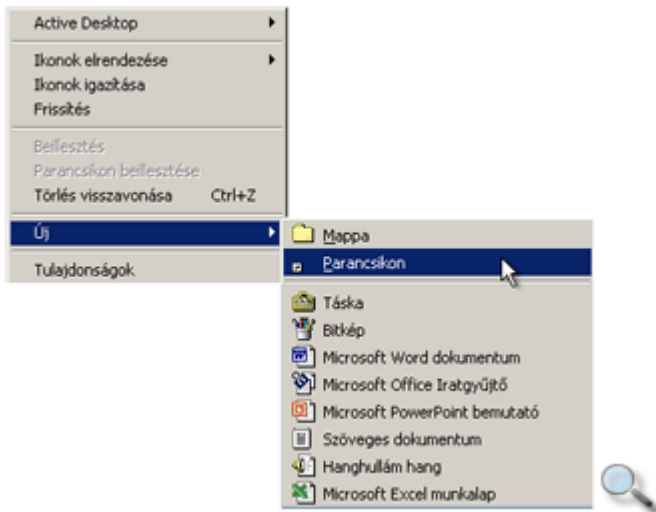 Active Desktop
Ikonok elrendezése
Ikonok igazítása
Frissítés
Beillesztés
Parancsikon beillesztése
Törlés visszavonása Ctrl+Z
Új
Tulajdonságok
Mappa
Parancsikon
Táska
Bitkép
Microsoft Word dokumentum
Microsoft Office Iratgyűjtő
Microsoft PowerPoint bemutató
Szöveges dokumentum
Hanghullám hang
Microsoft Excel munkalap